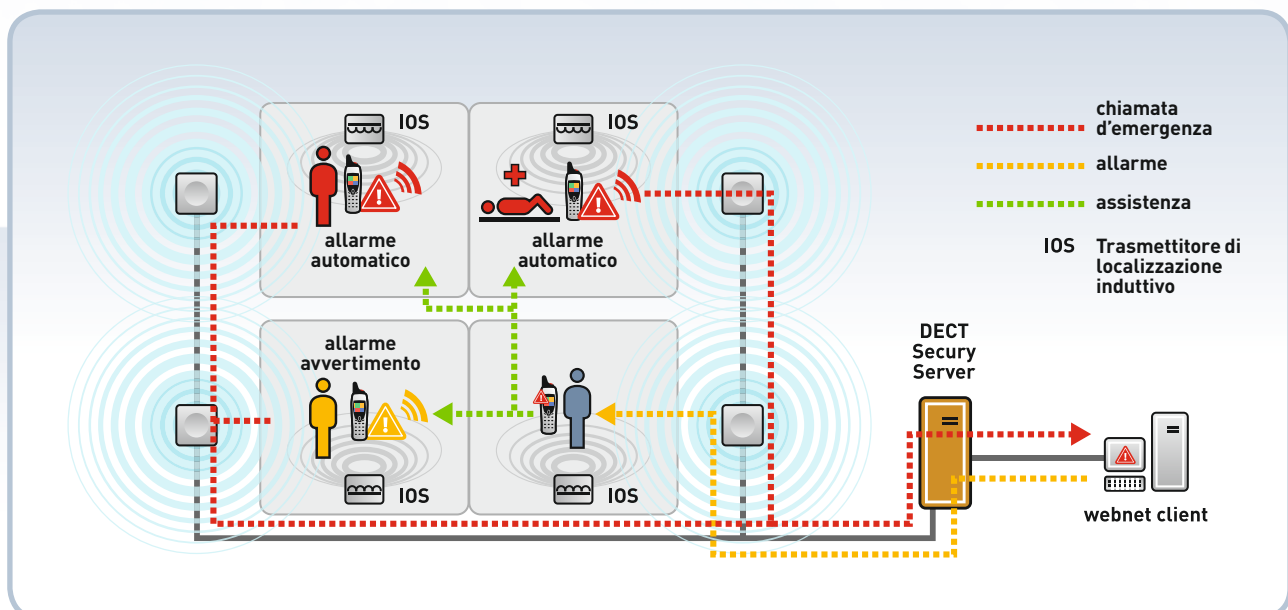 IOS
allarme
automatico
IOS
allarme
automatico
allarme
avvertimento
IOS
IOS
DECT
Secury
Server
webnet client
chiamata
d'emergenza
allarme
assistenza
IOS Trasmettitore di
localizzazione
induttivo